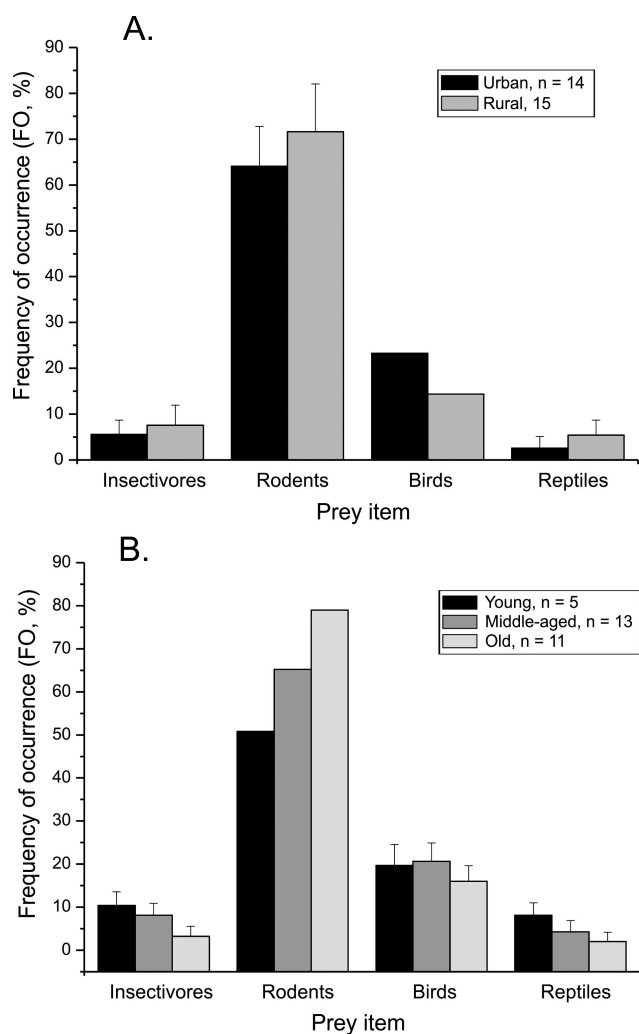 A.
Frequency of occurrence (FO, %)
90
80
70
60
50
40
30
20
10
0
Urban, n = 14
Rural, 15
Insectivores Rodents Birds Reptiles
Prey item
B.
Frequency of occurrence (FO, %)
90
80
70
60
50
40
30
20
10
0
Young, n = 5
Middle-aged, n = 13
Old, n = 11
Insectivores Rodents Birds Reptiles
Prey item